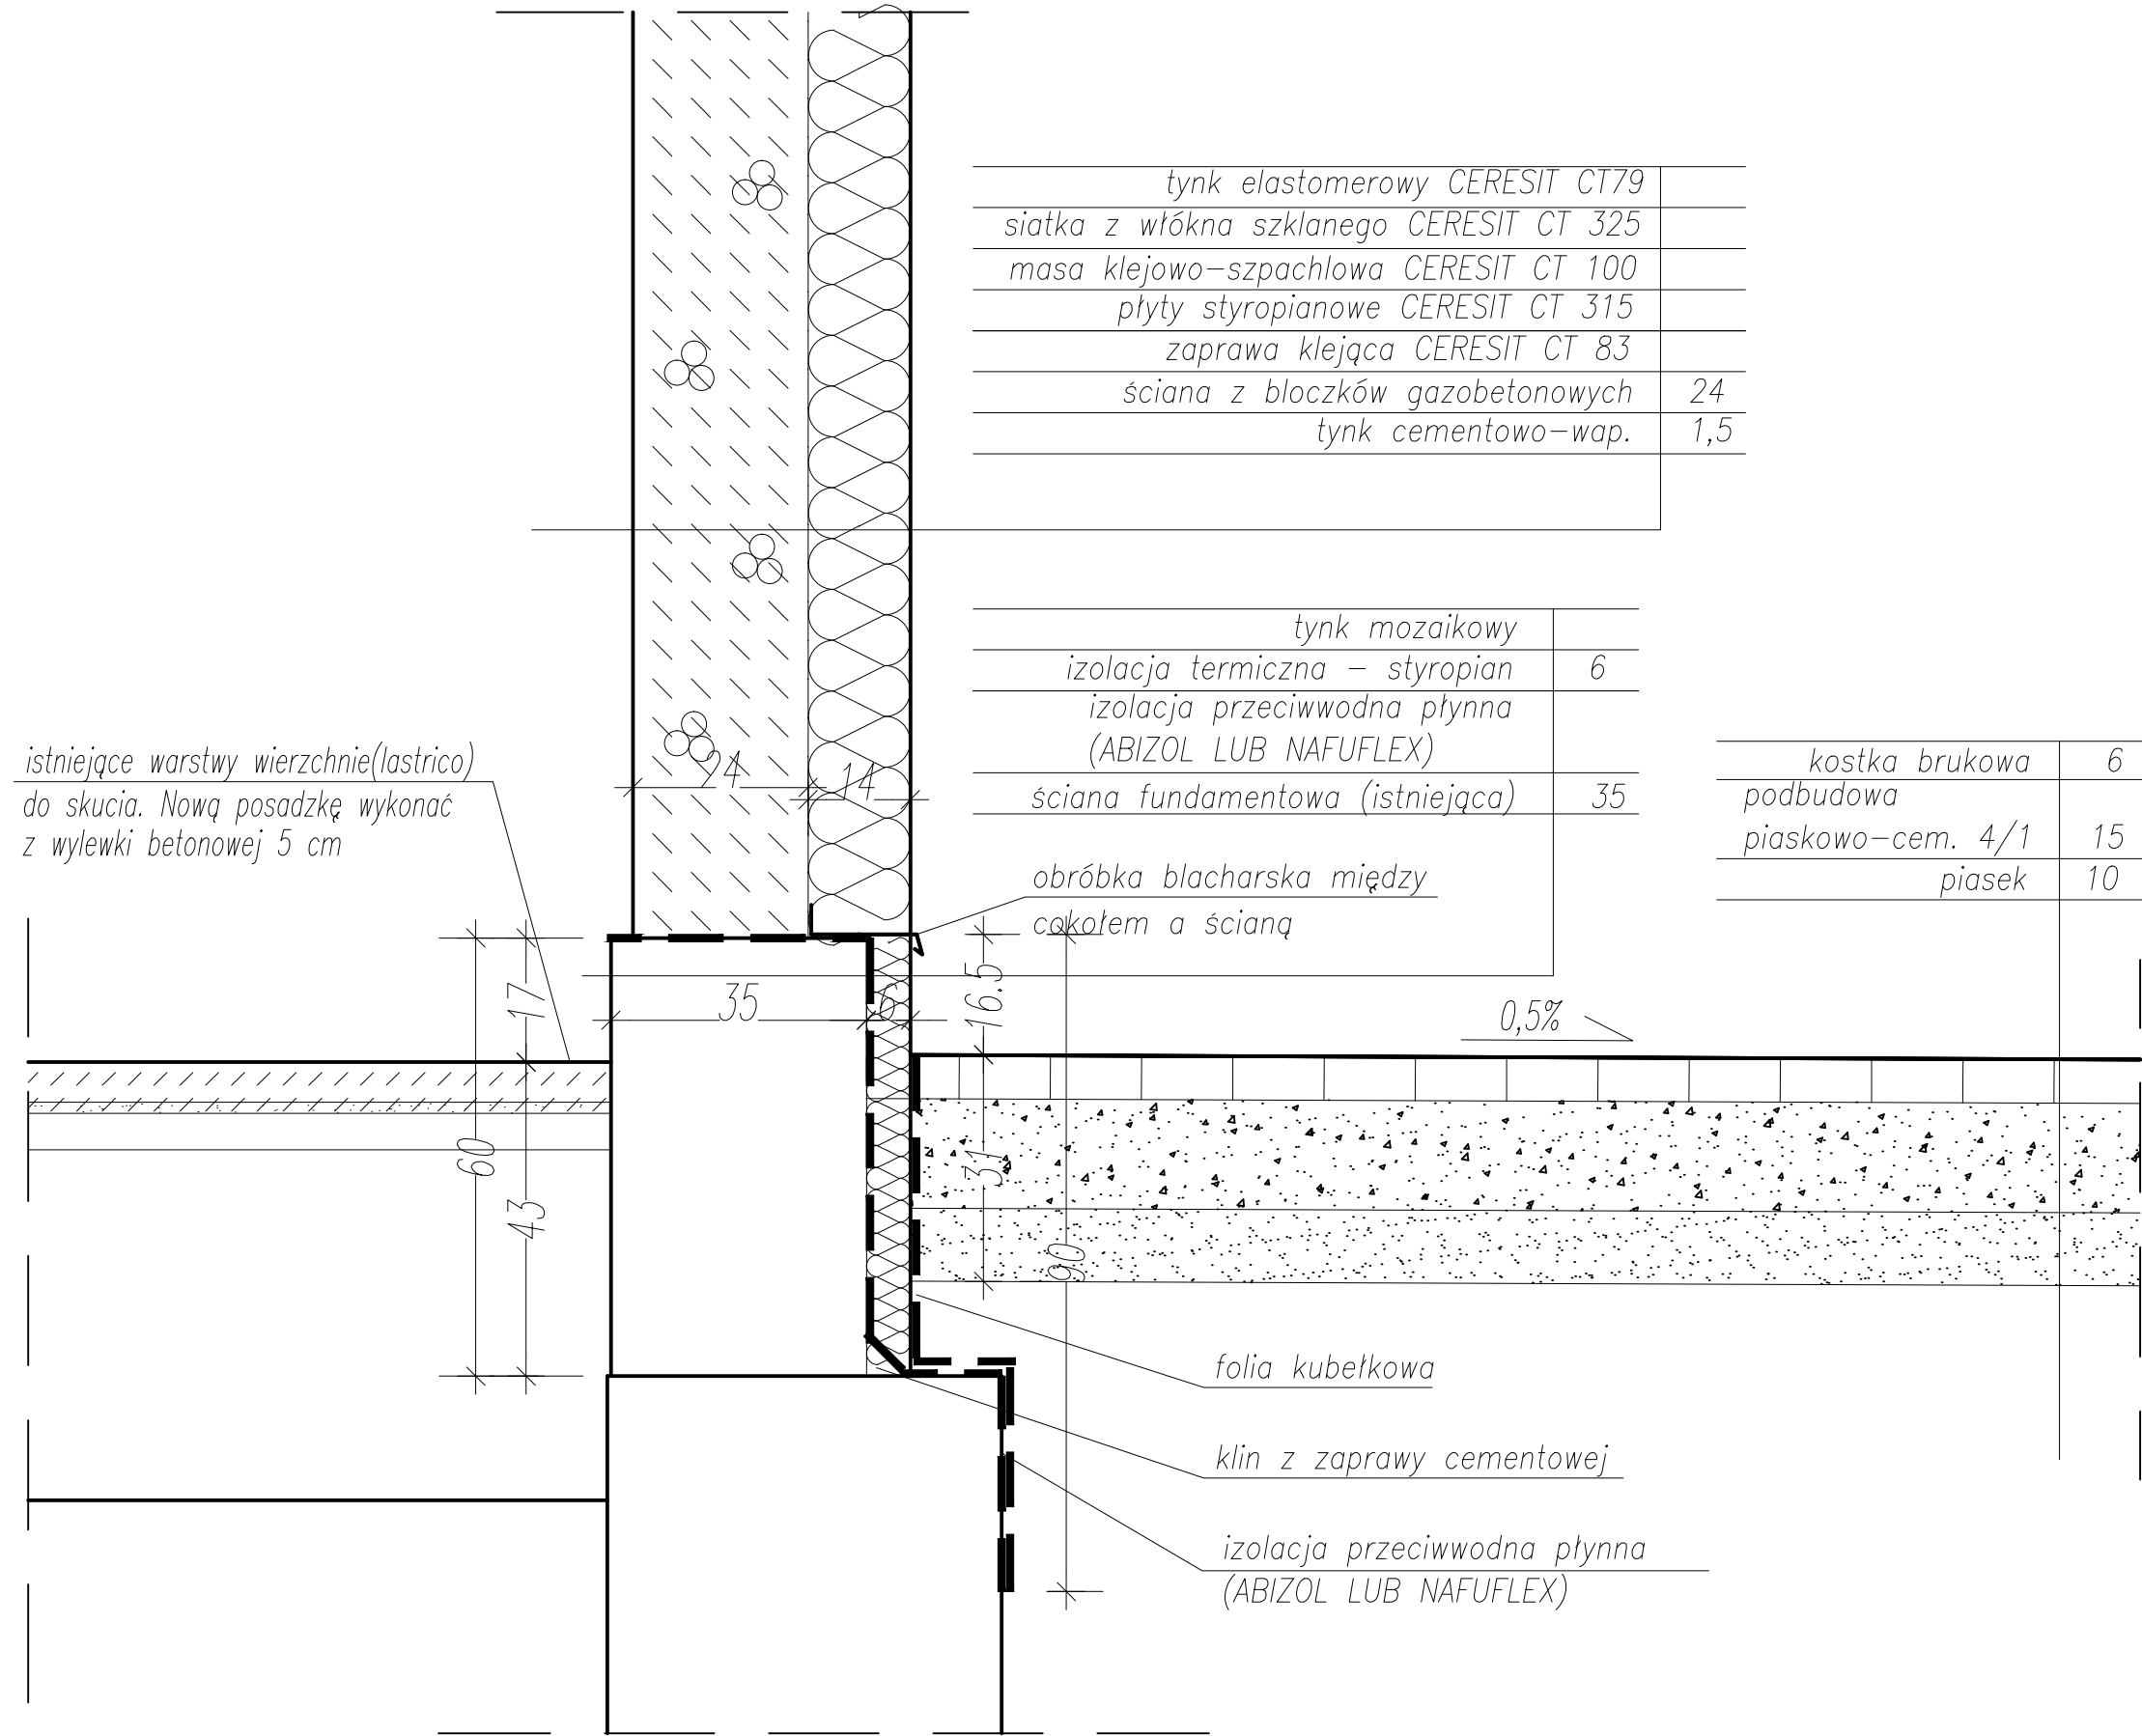 tynk elastomerowy CERESIT CT79
siatka z włókna szklanego CERESIT CT 325
masa klejowo-szpachlowa CERESIT CT 100
płyty styropianowe CERESIT CT 315
zaprawa klejąca CERESIT CT 83
ściana z bloczków gazobetonowych 24
tynk cementowo-wap. 1,5
tynk mozaikowy
izolacja termiczna - styropian 6
izolacja przeciwwodna płynna
(ABIZOL LUB NAFUFLEX)
ściana fundamentowa (istniejąca) 35
kostka brukowa 6
podbudowa
piaskowo-cem. 4/1 15
piasek 10
istniejące warstwy wierzchnie(lastrico)
do skucia. Nową posadzkę wykonać
z wylewki betonowej 5 cm
24
14
obróbka blacharska między
cokołem a ścianą
17
35
6
16.5
0,5%
60
43
31
90
folia kubełkowa
klin z zaprawy cementowej
izolacja przeciwwodna płynna
(ABIZOL LUB NAFUFLEX)